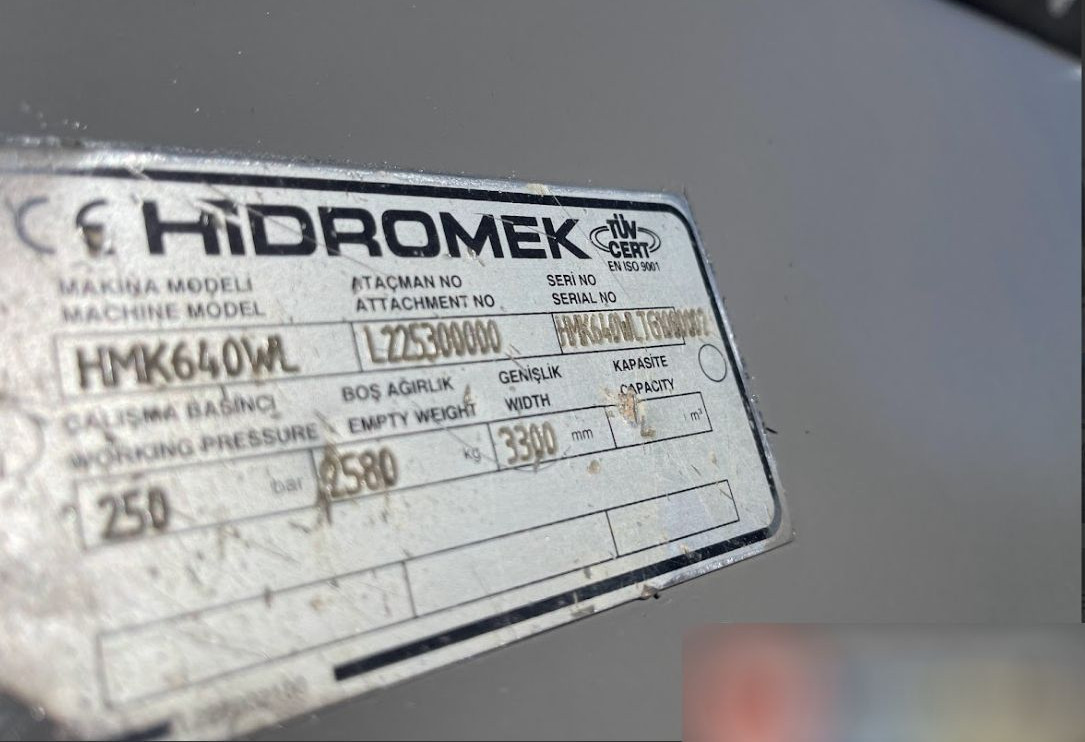 CE HİDROMEK TÜV CERT
EN ISO 9001
MAKİNA MODELİ ATAÇMAN NO SERİ NO
MACHINE MODEL ATTACHMENT NO SERIAL NO
HMK640WL L225300000
ÇALIŞMA BASINCI BOŞ AĞIRLIK GENİŞLİK KAPASİTE
WORKING PRESSURE EMPTY WEIGHT WIDTH CAPACITY
250 bar 2580 kg 3300 mm m³